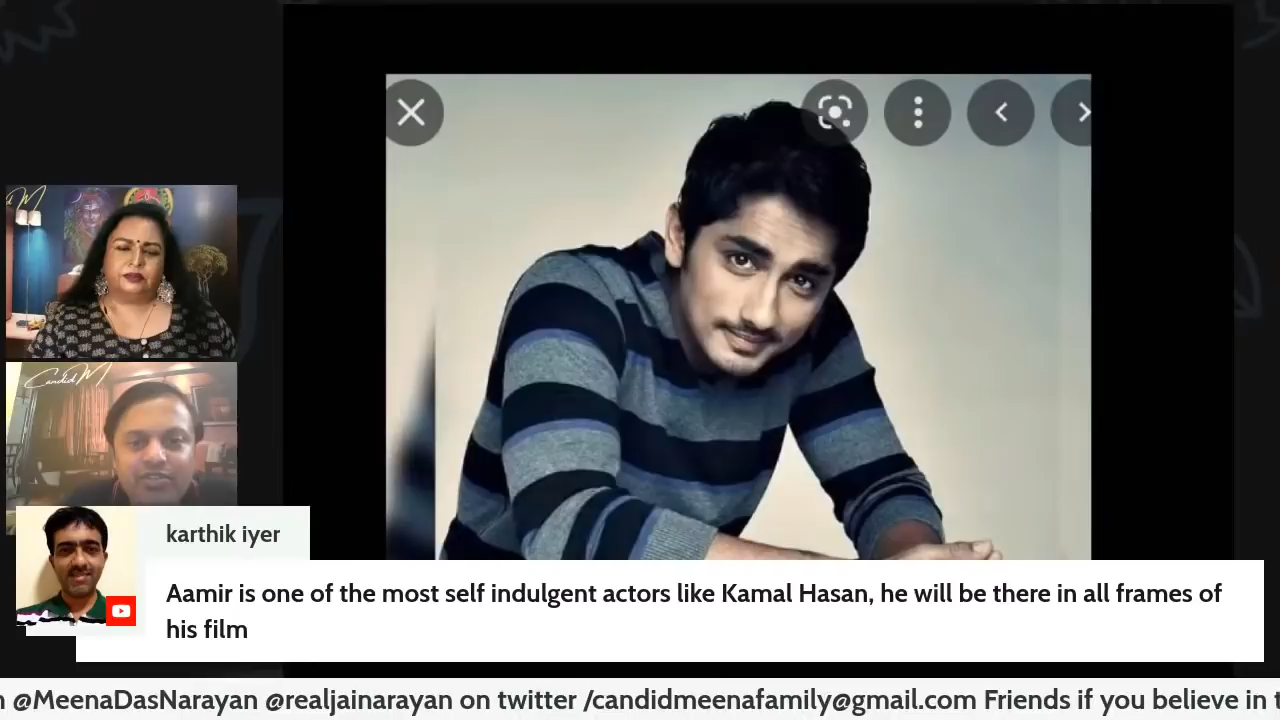 CandidM
karthik iyer
Aamir is one of the most self indulgent actors like Kamal Hasan, he will be there in all frames of
his film
@MeenaDasNarayan @realjainarayan on twitter /candidmeenafamily@gmail.com Friends if you believe in